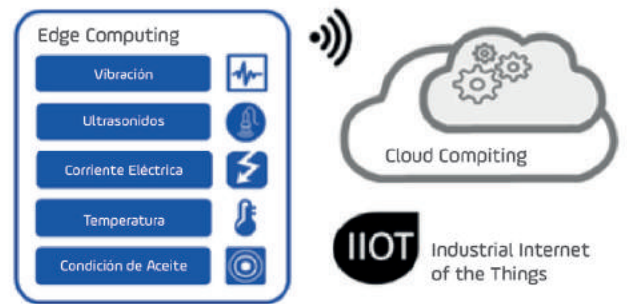 Edge Computing
Vibración
Ultrasonidos
Corriente Eléctrica
Temperatura
Condición de Aceite
Cloud Compiting
IIOT
Industrial Internet
of the Things